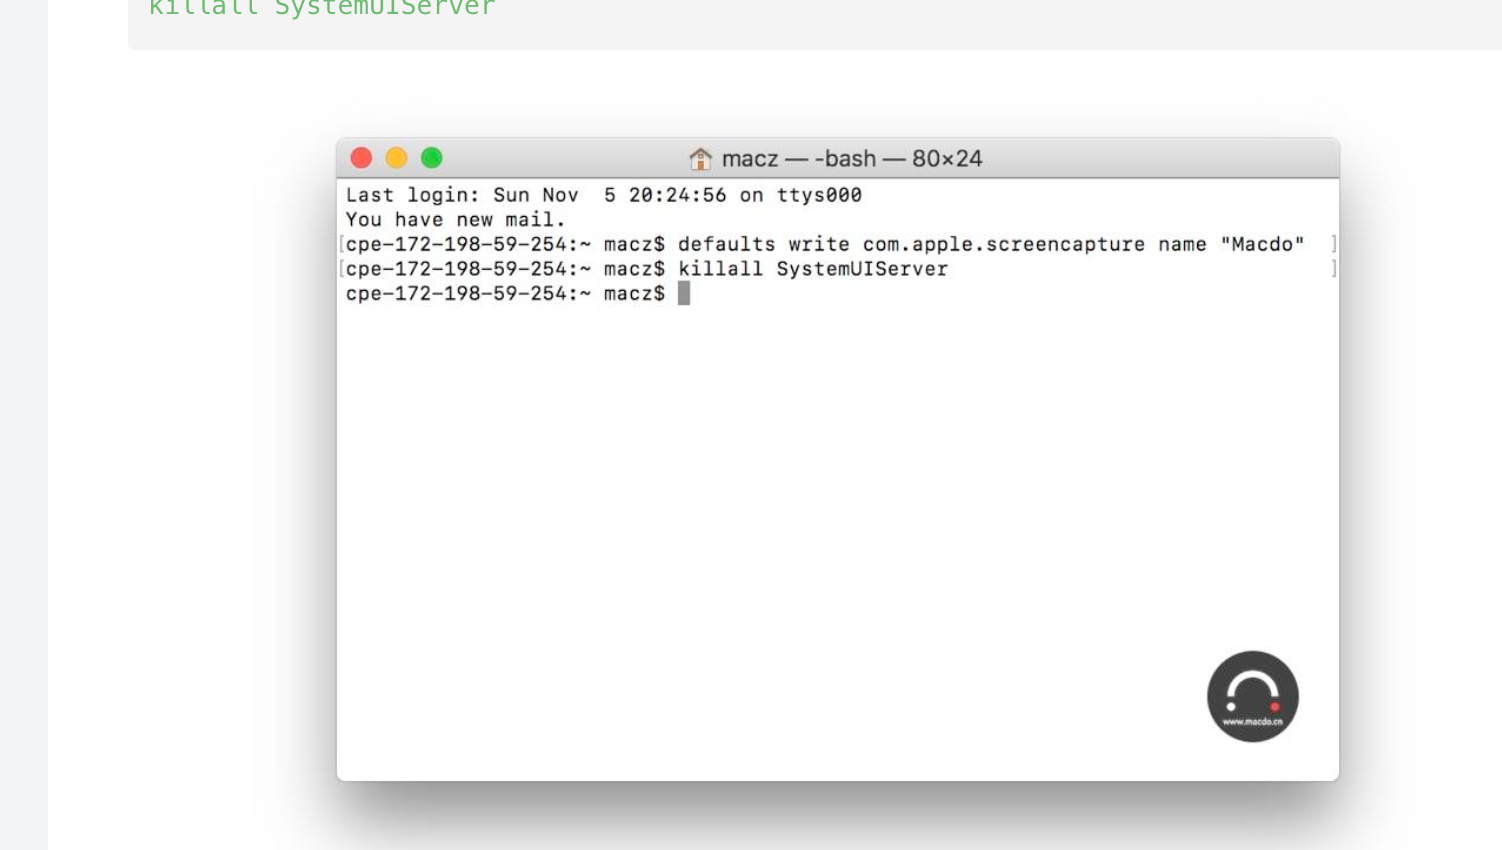 killall SystemUIServer
macz — -bash — 80×24
Last login: Sun Nov  5 20:24:56 on ttys000
You have new mail.
[cpe-172-198-59-254:~ macz$ defaults write com.apple.screencapture name "Macdo"  ]
[cpe-172-198-59-254:~ macz$ killall SystemUIServer ]
cpe-172-198-59-254:~ macz$
www.macdo.cn